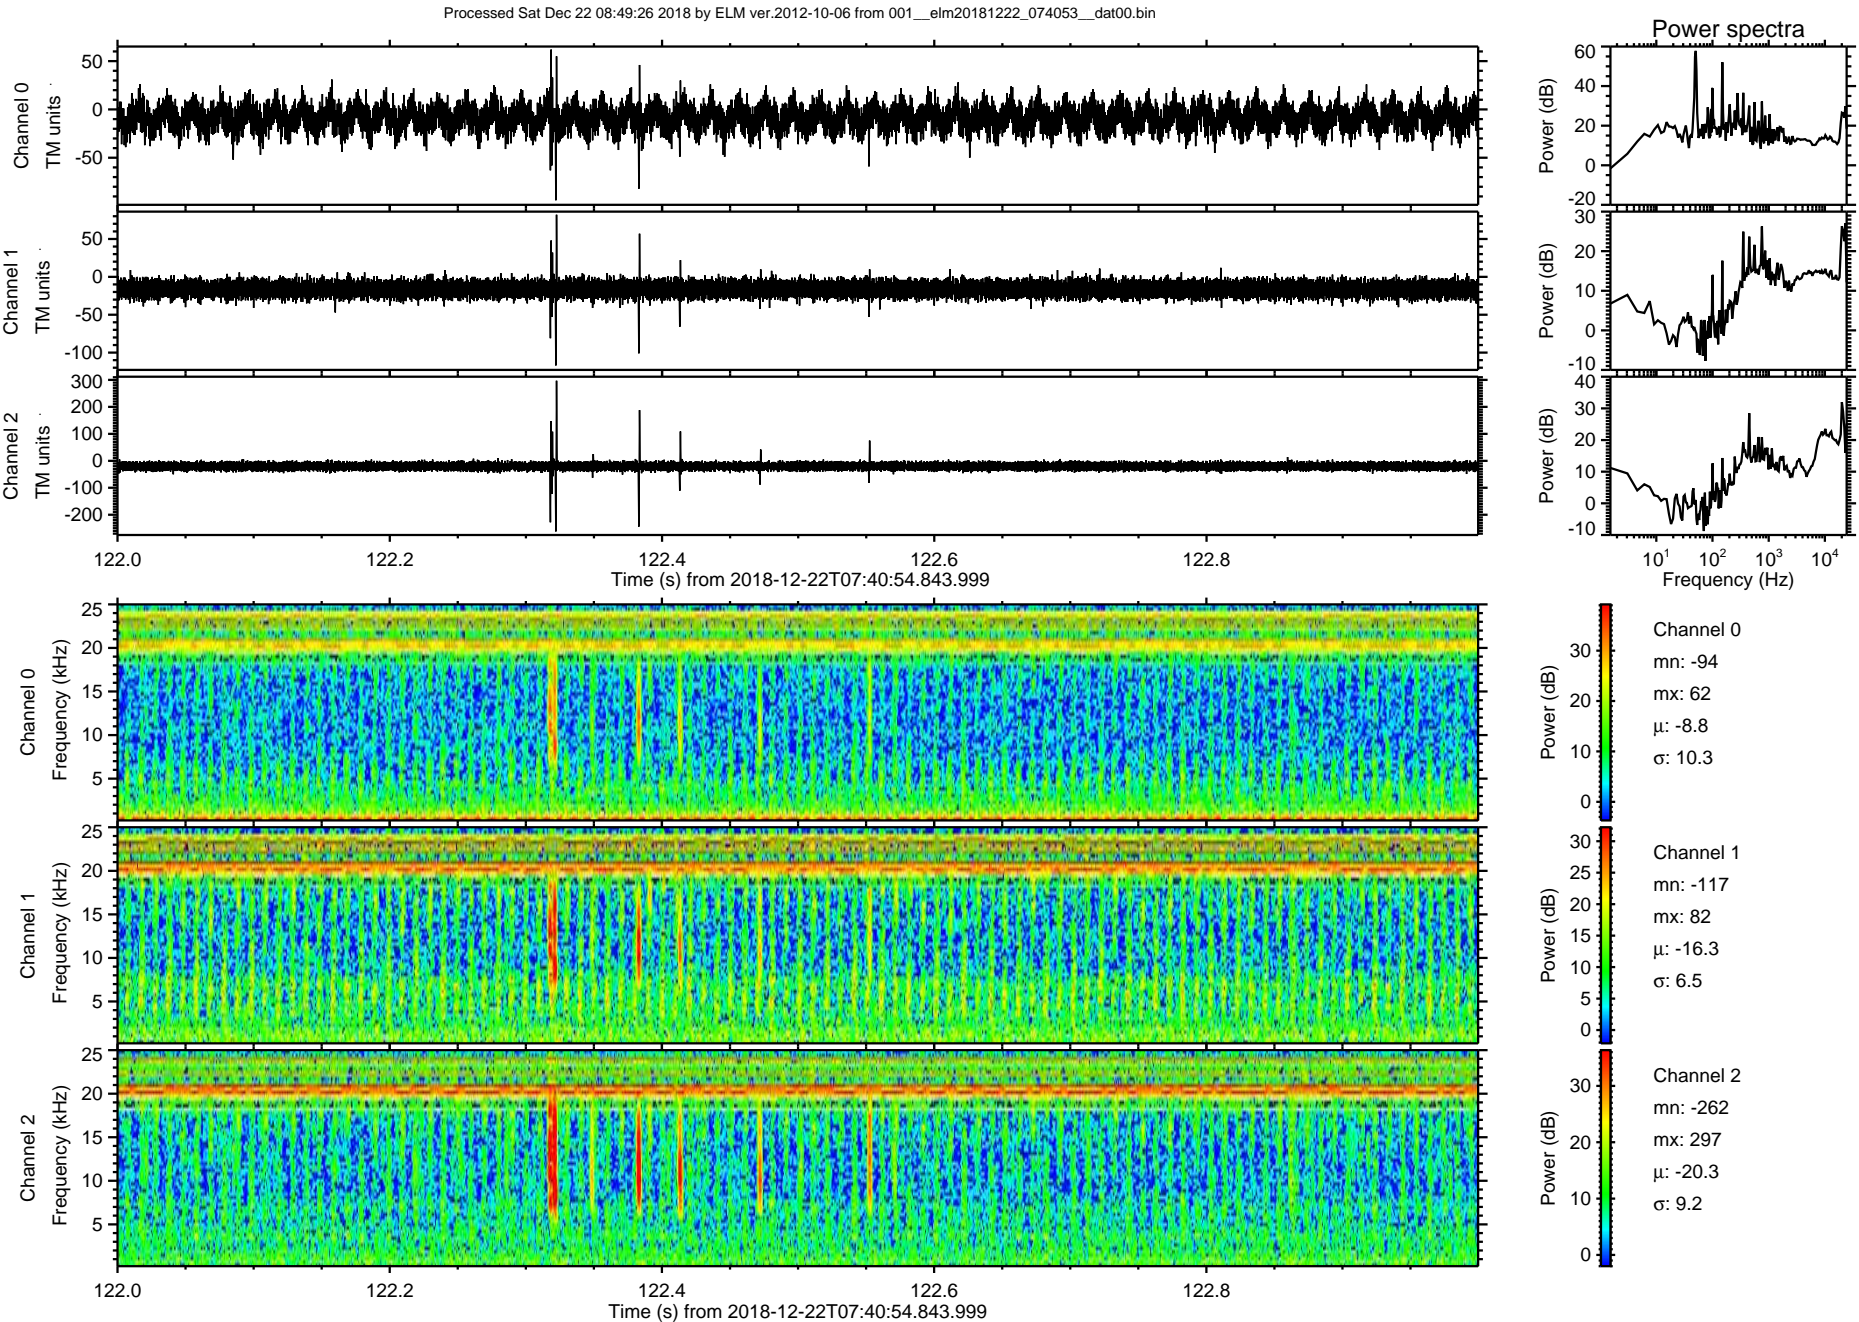 Processed Sat Dec 22 08:49:26 2018 by ELM ver.2012-10-06 from 001__elm20181222_074053__dat00.bin
Power spectra
Channel 0
TM units
50
0
-50
Power (dB)
60
40
20
0
-20
Channel 1
TM units
50
0
-50
-100
Power (dB)
30
20
10
0
-10
Channel 2
TM units
300
200
100
0
-100
-200
Power (dB)
40
30
20
10
0
-10
122.0 122.2 122.4 122.6 122.8
Time (s) from 2018-12-22T07:40:54.843.999
10^1 10^2 10^3 10^4
Frequency (Hz)
Channel 0
Frequency (kHz)
25
20
15
10
5
Power (dB)
30
20
10
0
Channel 0
mn: -94
mx: 62
μ: -8.8
σ: 10.3
Channel 1
Frequency (kHz)
25
20
15
10
5
Power (dB)
30
25
20
15
10
5
0
Channel 1
mn: -117
mx: 82
μ: -16.3
σ: 6.5
Channel 2
Frequency (kHz)
25
20
15
10
5
Power (dB)
30
20
10
0
Channel 2
mn: -262
mx: 297
μ: -20.3
σ: 9.2
122.0 122.2 122.4 122.6 122.8
Time (s) from 2018-12-22T07:40:54.843.999